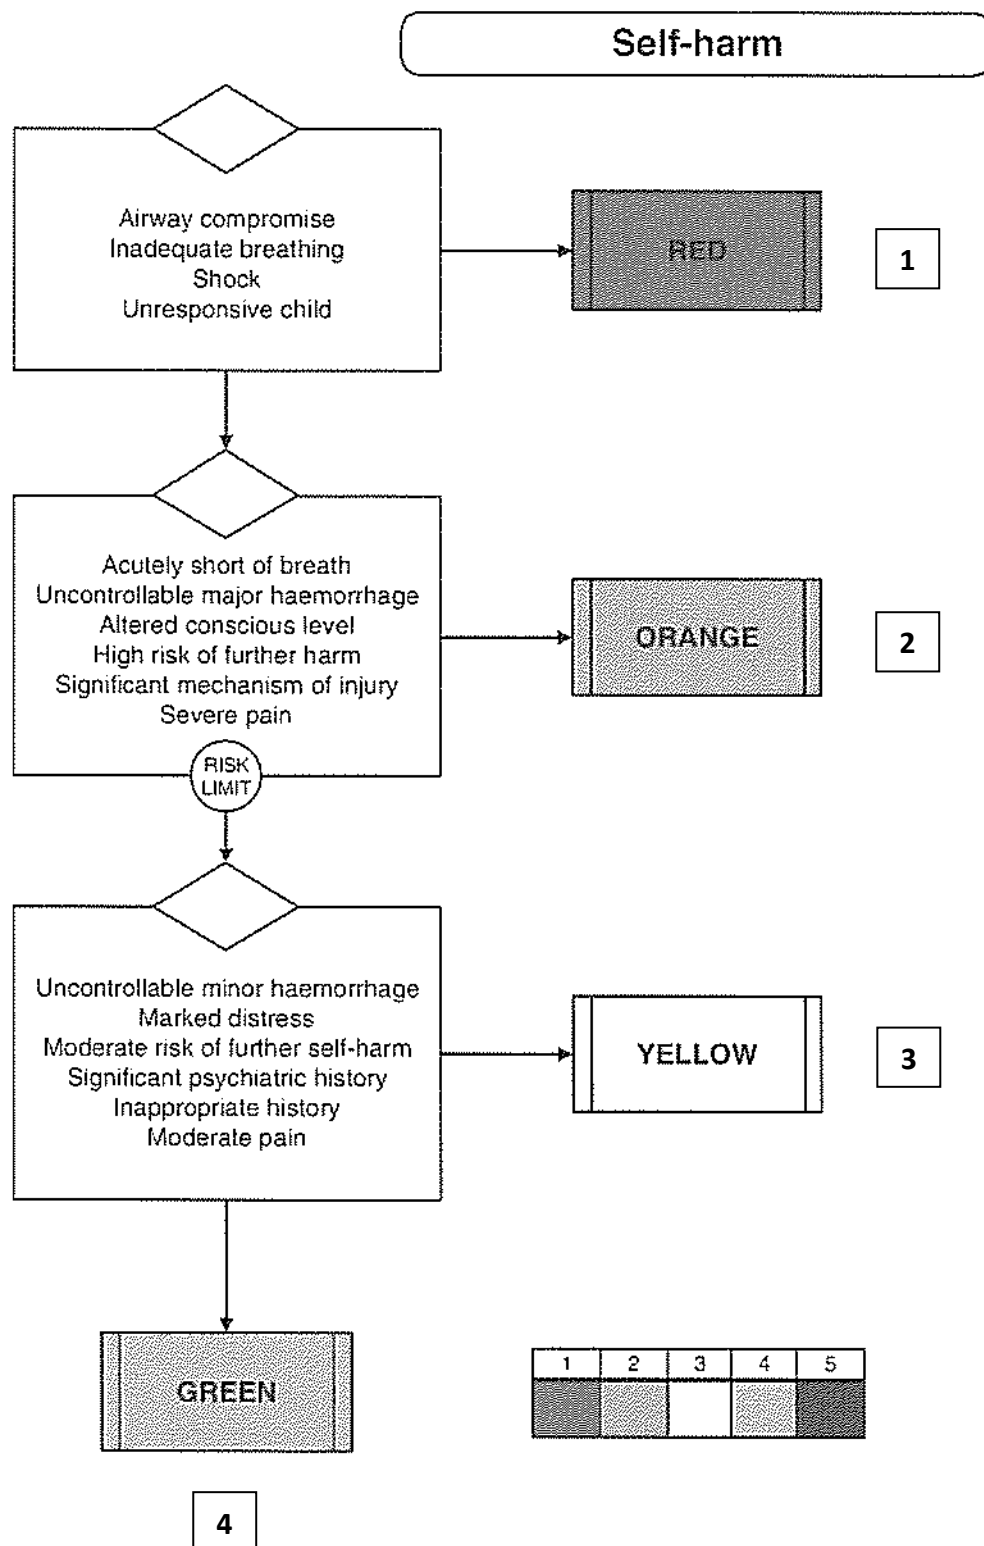 Self-harm
Airway compromise
Inadequate breathing
Shock
Unresponsive child
RED
1
Acutely short of breath
Uncontrollable major haemorrhage
Altered conscious level
High risk of further harm
Significant mechanism of injury
Severe pain
ORANGE
2
RISK
LIMIT
Uncontrollable minor haemorrhage
Marked distress
Moderate risk of further self-harm
Significant psychiatric history
Inappropriate history
Moderate pain
YELLOW
3
GREEN
1 2 3 4 5
4